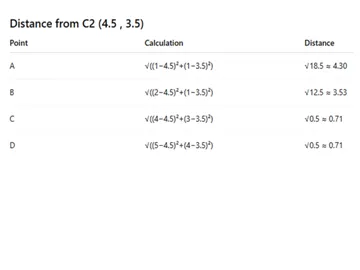 Distance from C2 (4.5 , 3.5)
Point Calculation Distance
A √((1−4.5)²+(1−3.5)²) √18.5 ≈ 4.30
B √((2−4.5)²+(1−3.5)²) √12.5 ≈ 3.53
C √((4−4.5)²+(3−3.5)²) √0.5 ≈ 0.71
D √((5−4.5)²+(4−3.5)²) √0.5 ≈ 0.71